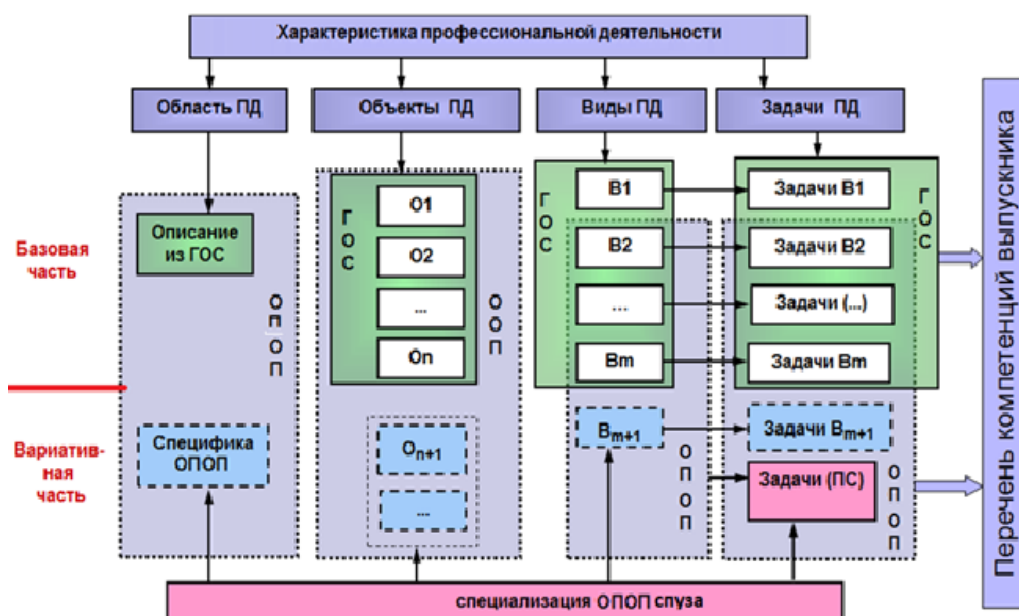 Характеристика профессиональной деятельности
Область ПД
Объекты ПД
Виды ПД
Задачи ПД
Базовая
часть
Вариатив-
ная
часть
Описание
из ГОС
ОПОП
Специфика
ОПОП
ГОС
О1
О2
...
Оn
ООП
Оn+1
...
ГОС
В1
В2
...
Вm
Вm+1
ОПОП
Задачи В1
Задачи В2
Задачи (...)
Задачи Вm
ГОС
Задачи Вm+1
Задачи (ПС)
ОПОП
Перечень компетенций выпускника
специализация ОПОП спуза